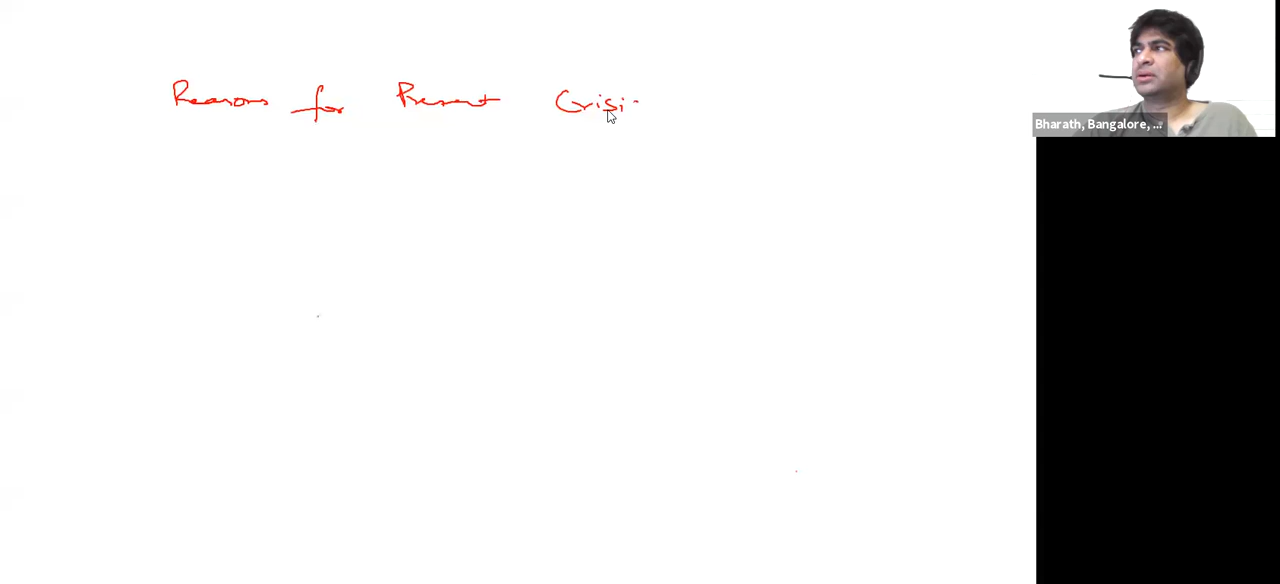 Reasons for Present Crisi
Bharath, Bangalore, ...